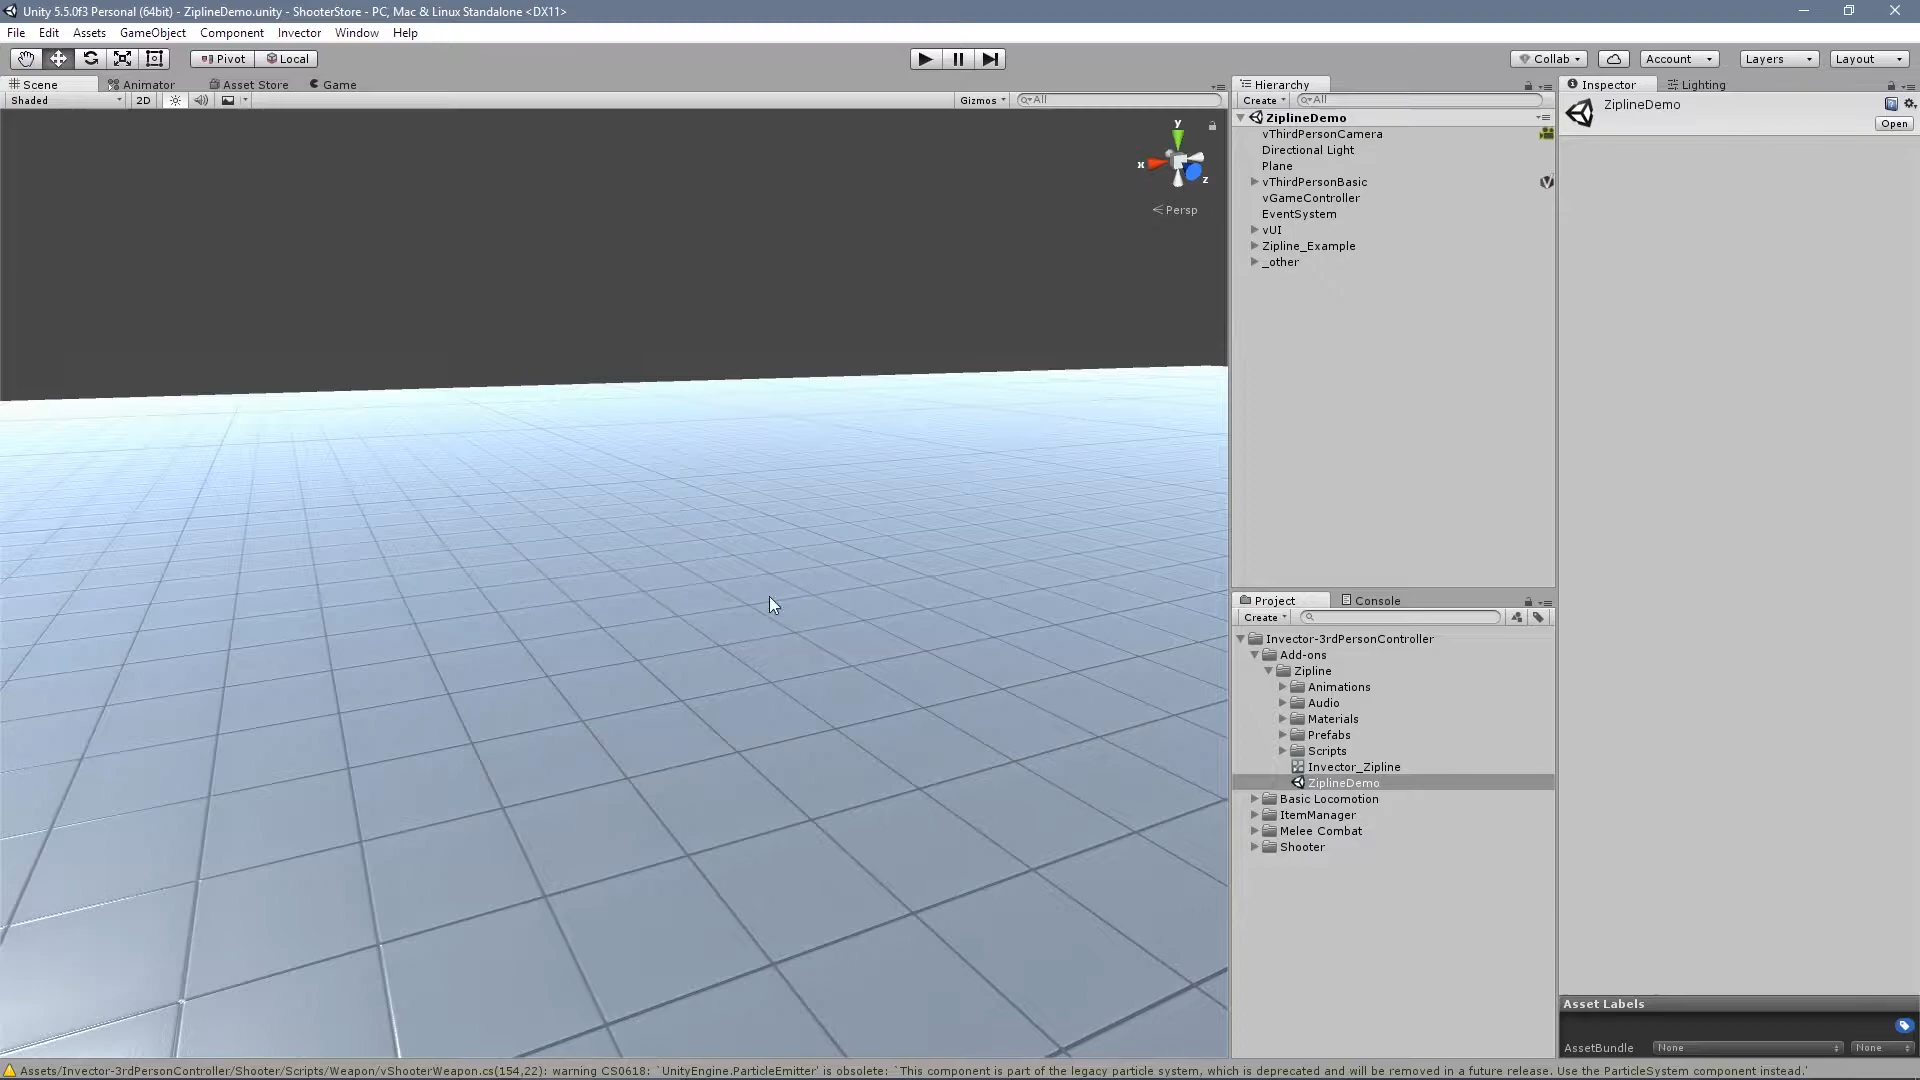 Unity 5.5.0f3 Personal (64bit) - ZiplineDemo.unity - ShooterStore - PC, Mac & Linux Standalone <DX11>
File Edit Assets GameObject Component Invector Window Help
Pivot Local Collab Account Layers Layout
Scene Animator Asset Store Game
Shaded 2D Gizmos All
y
x
z
Persp
Hierarchy
Create All
ZiplineDemo
vThirdPersonCamera
Directional Light
Plane
vThirdPersonBasic
vGameController
EventSystem
vUI
Zipline_Example
_other
Project Console
Create
Invector-3rdPersonController
Add-ons
Zipline
Animations
Audio
Materials
Prefabs
Scripts
Invector_Zipline
ZiplineDemo
Basic Locomotion
ItemManager
Melee Combat
Shooter
Inspector Lighting
ZiplineDemo
Open
Asset Labels
AssetBundle None None
Assets/Invector-3rdPersonController/Shooter/Scripts/Weapon/vShooterWeapon.cs(154,22): warning CS0618: `UnityEngine.ParticleEmitter' is obsolete: `This component is part of the legacy particle system, which is deprecated and will be removed in a future release. Use the ParticleSystem component instead.'